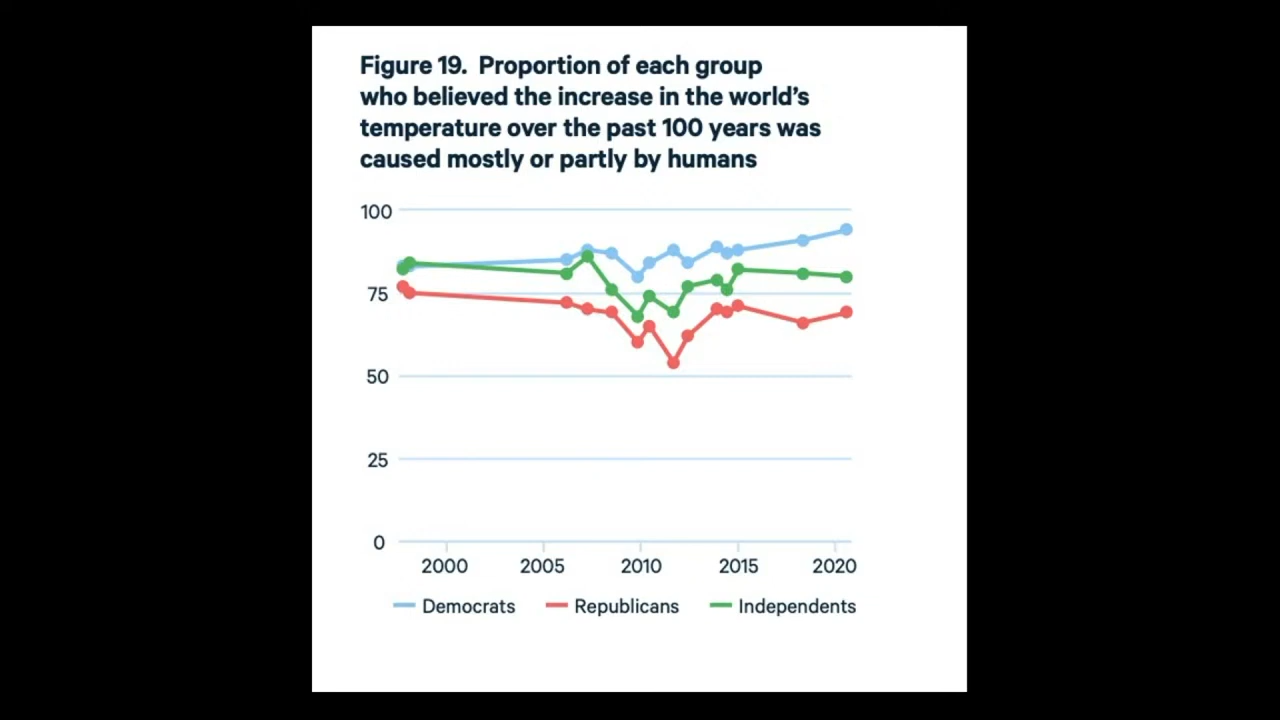 Figure 19. Proportion of each group
who believed the increase in the world’s
temperature over the past 100 years was
caused mostly or partly by humans
100
75
50
25
0
2000 2005 2010 2015 2020
Democrats Republicans Independents